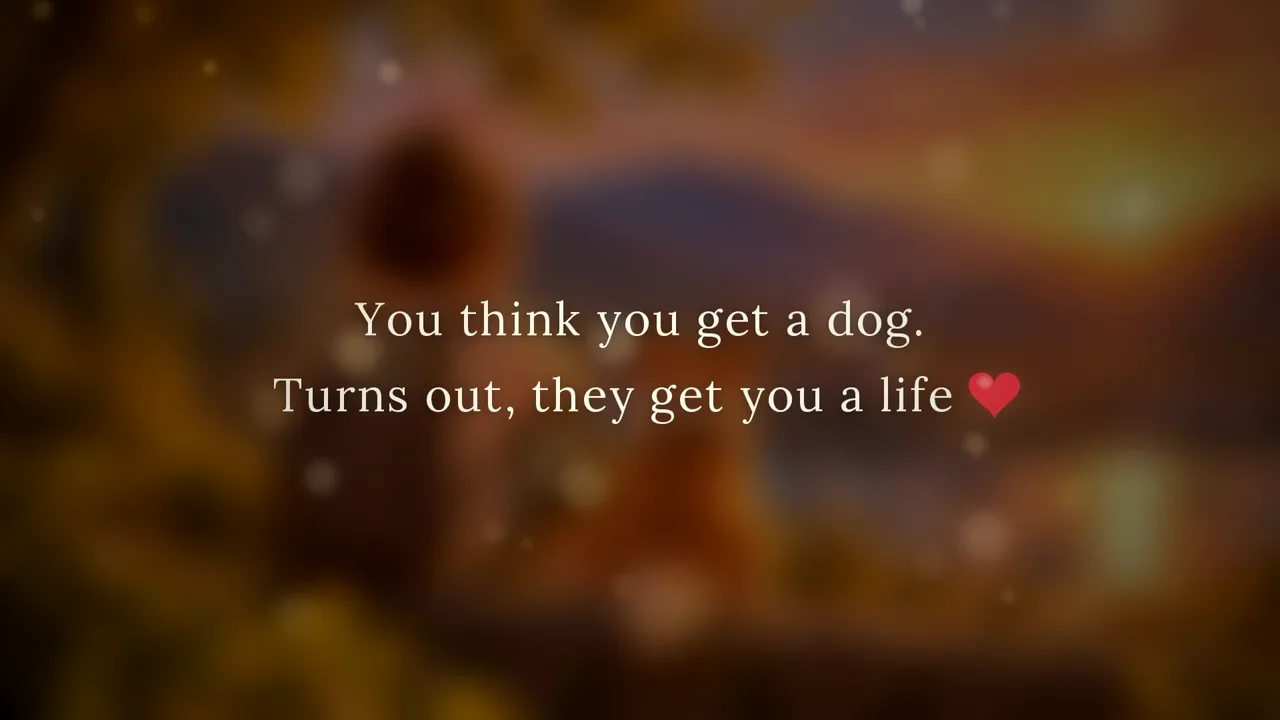 You think you get a dog.
Turns out, they get you a life ❤️